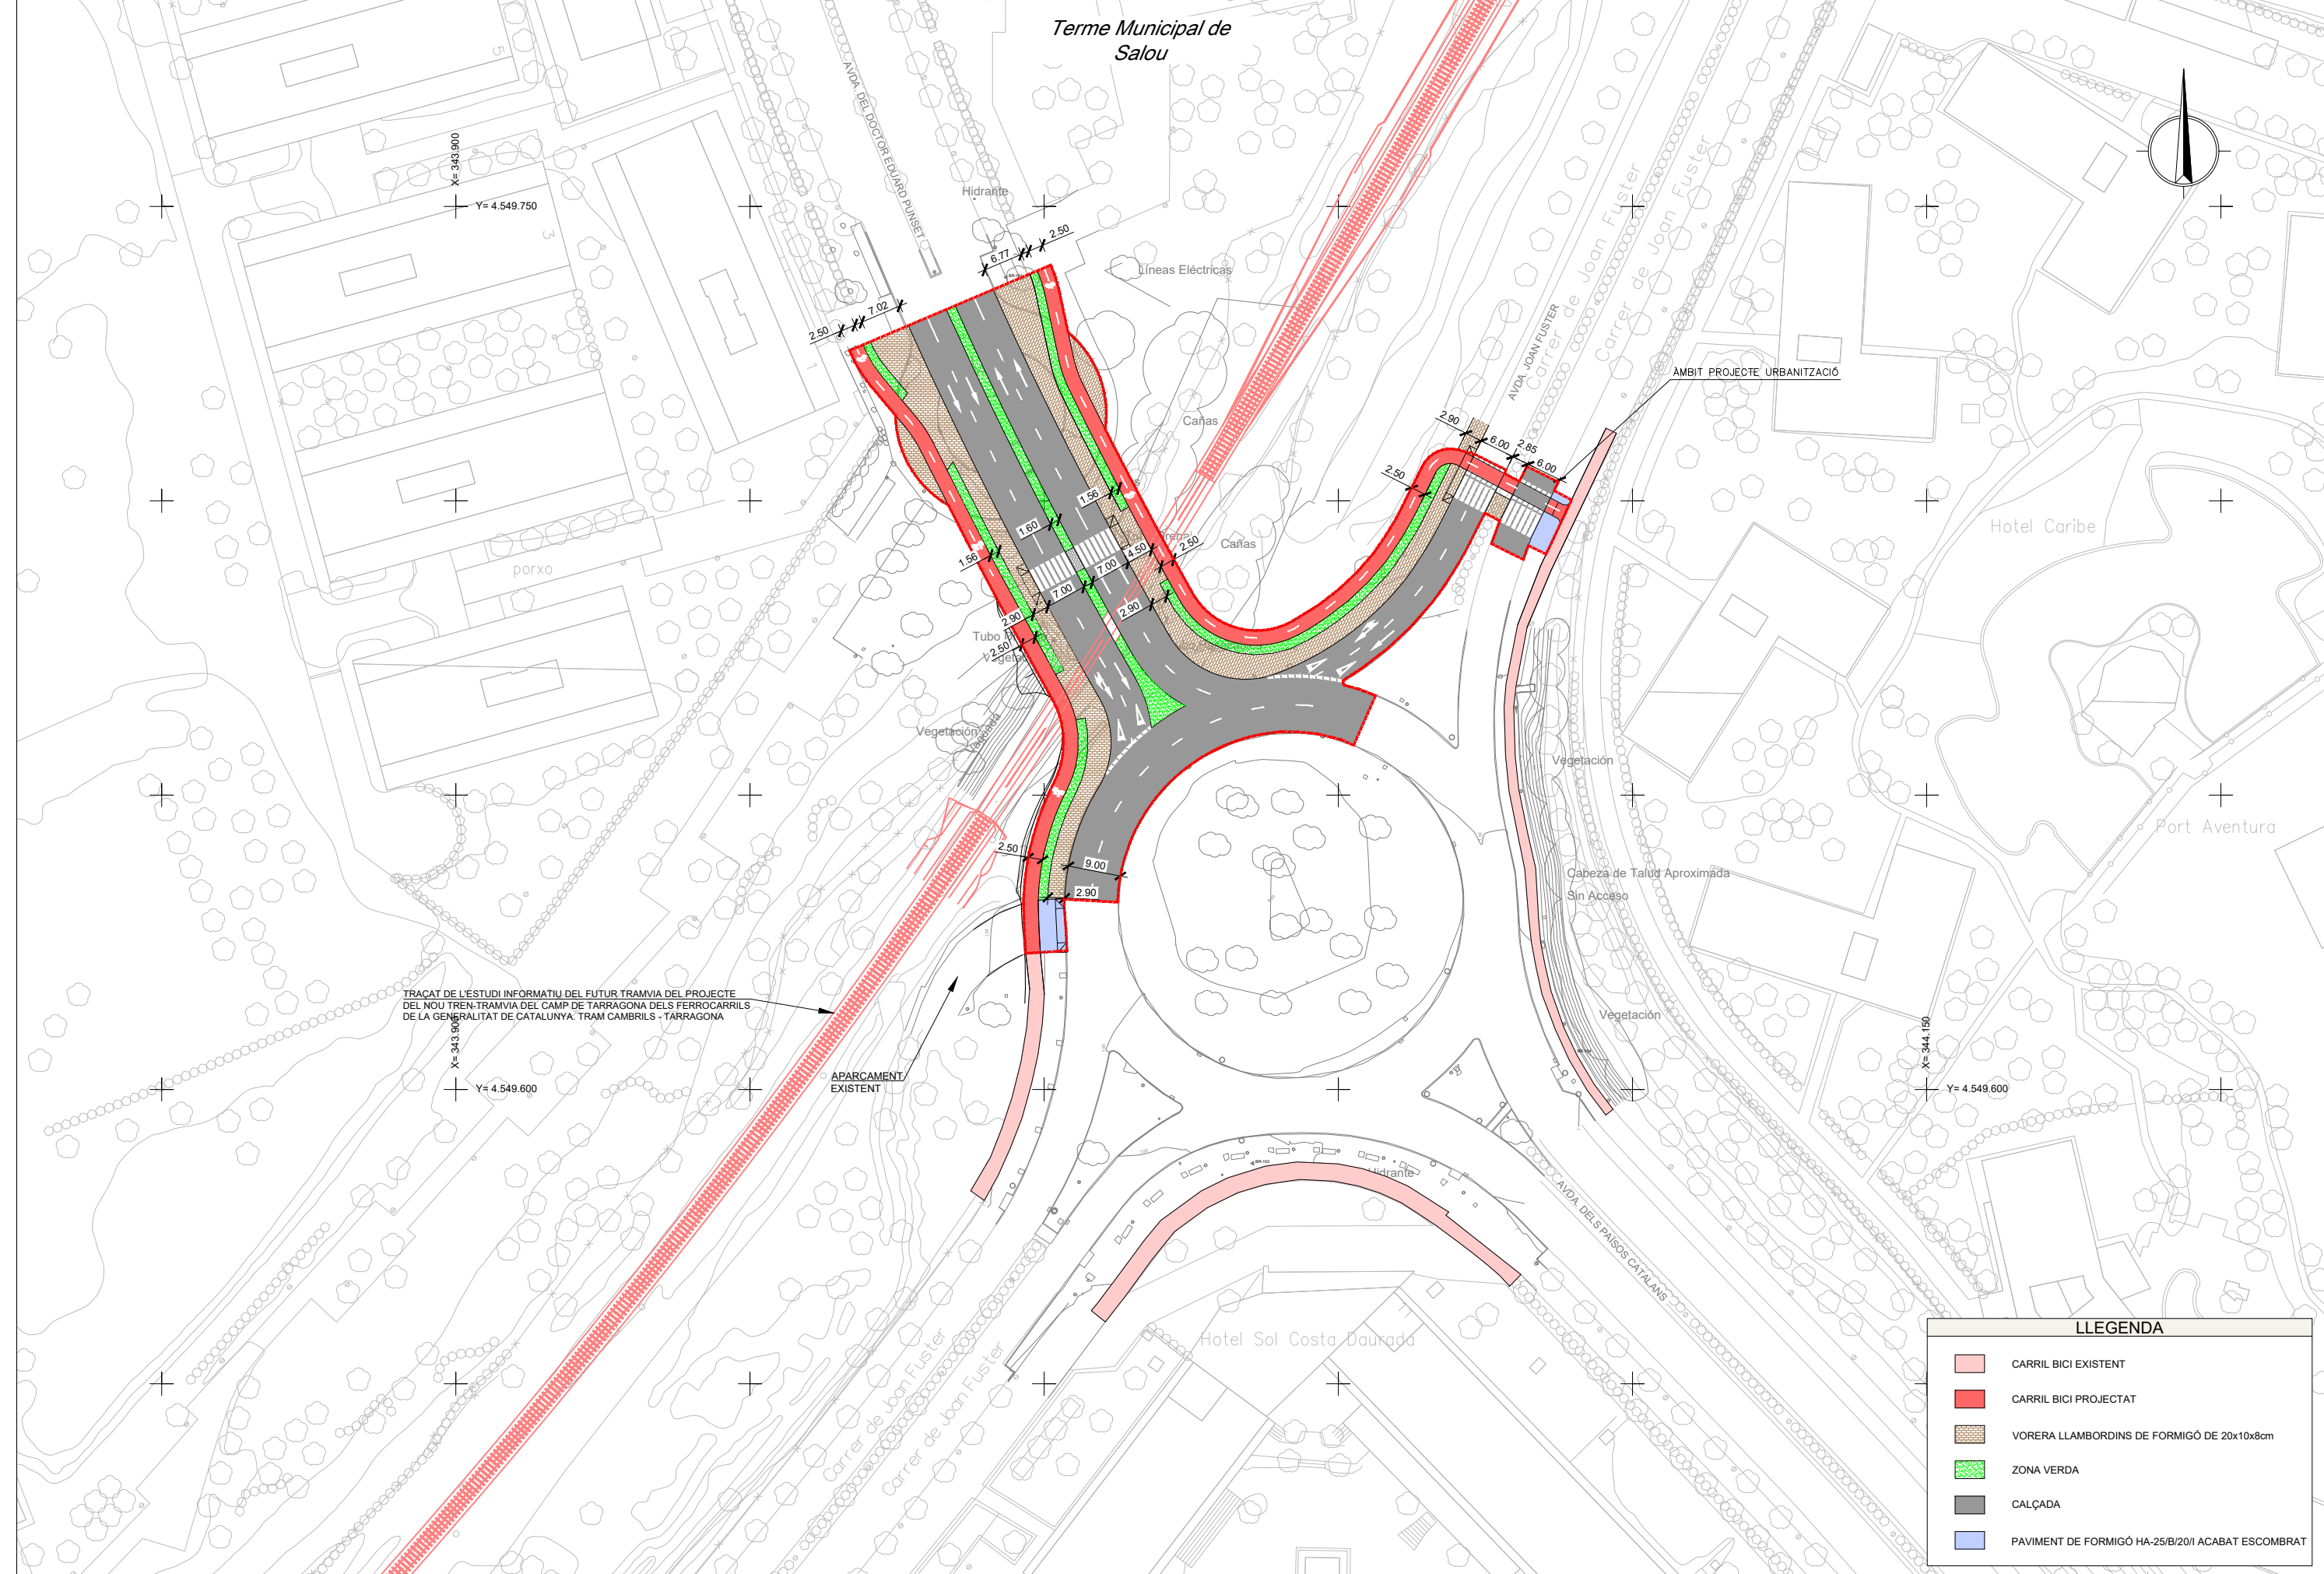 Terme Municipal de
Salou
AVDA. DEL DOCTOR EDUARD PUNSET
X= 343.900
Y= 4.549.750
Hidrante
2.50
6.77
Líneas Eléctricas
7.02
2.50
5
3
1
Carrer de Joan Fuster
Carrer de Joan Fuster
AVDA. JOAN FUSTER
ÀMBIT PROJECTE URBANITZACIÓ
Cañas
2.90
6.00
2.85
6.00
2.50
1.56
1.60
Cañas
4.50
2.50
7.00
7.00
1.56
2.90
2.90
2.50
porxo
Hotel Caribe
Vegetación
Vegetación
Port Aventura
2.50
9.00
2.90
Cabeza de Talud Aproximada
Sin Acceso
TRAÇAT DE L'ESTUDI INFORMATIU DEL FUTUR TRAMVIA DEL PROJECTE
DEL NOU TREN-TRAMVIA DEL CAMP DE TARRAGONA DELS FERROCARRILS
DE LA GENERALITAT DE CATALUNYA. TRAM CAMBRILS - TARRAGONA
Vegetación
X= 343.900
Y= 4.549.600
APARCAMENT
EXISTENT
X= 344.150
Y= 4.549.600
Hidrante
AVDA. DELS PAÏSOS CATALANS
Hotel Sol Costa Daurada
Carrer de Joan Fuster
Carrer de Joan Fuster
LLEGENDA
CARRIL BICI EXISTENT
CARRIL BICI PROJECTAT
VORERA LLAMBORDINS DE FORMIGÓ DE 20x10x8cm
ZONA VERDA
CALÇADA
PAVIMENT DE FORMIGÓ HA-25/B/20/I ACABAT ESCOMBRAT